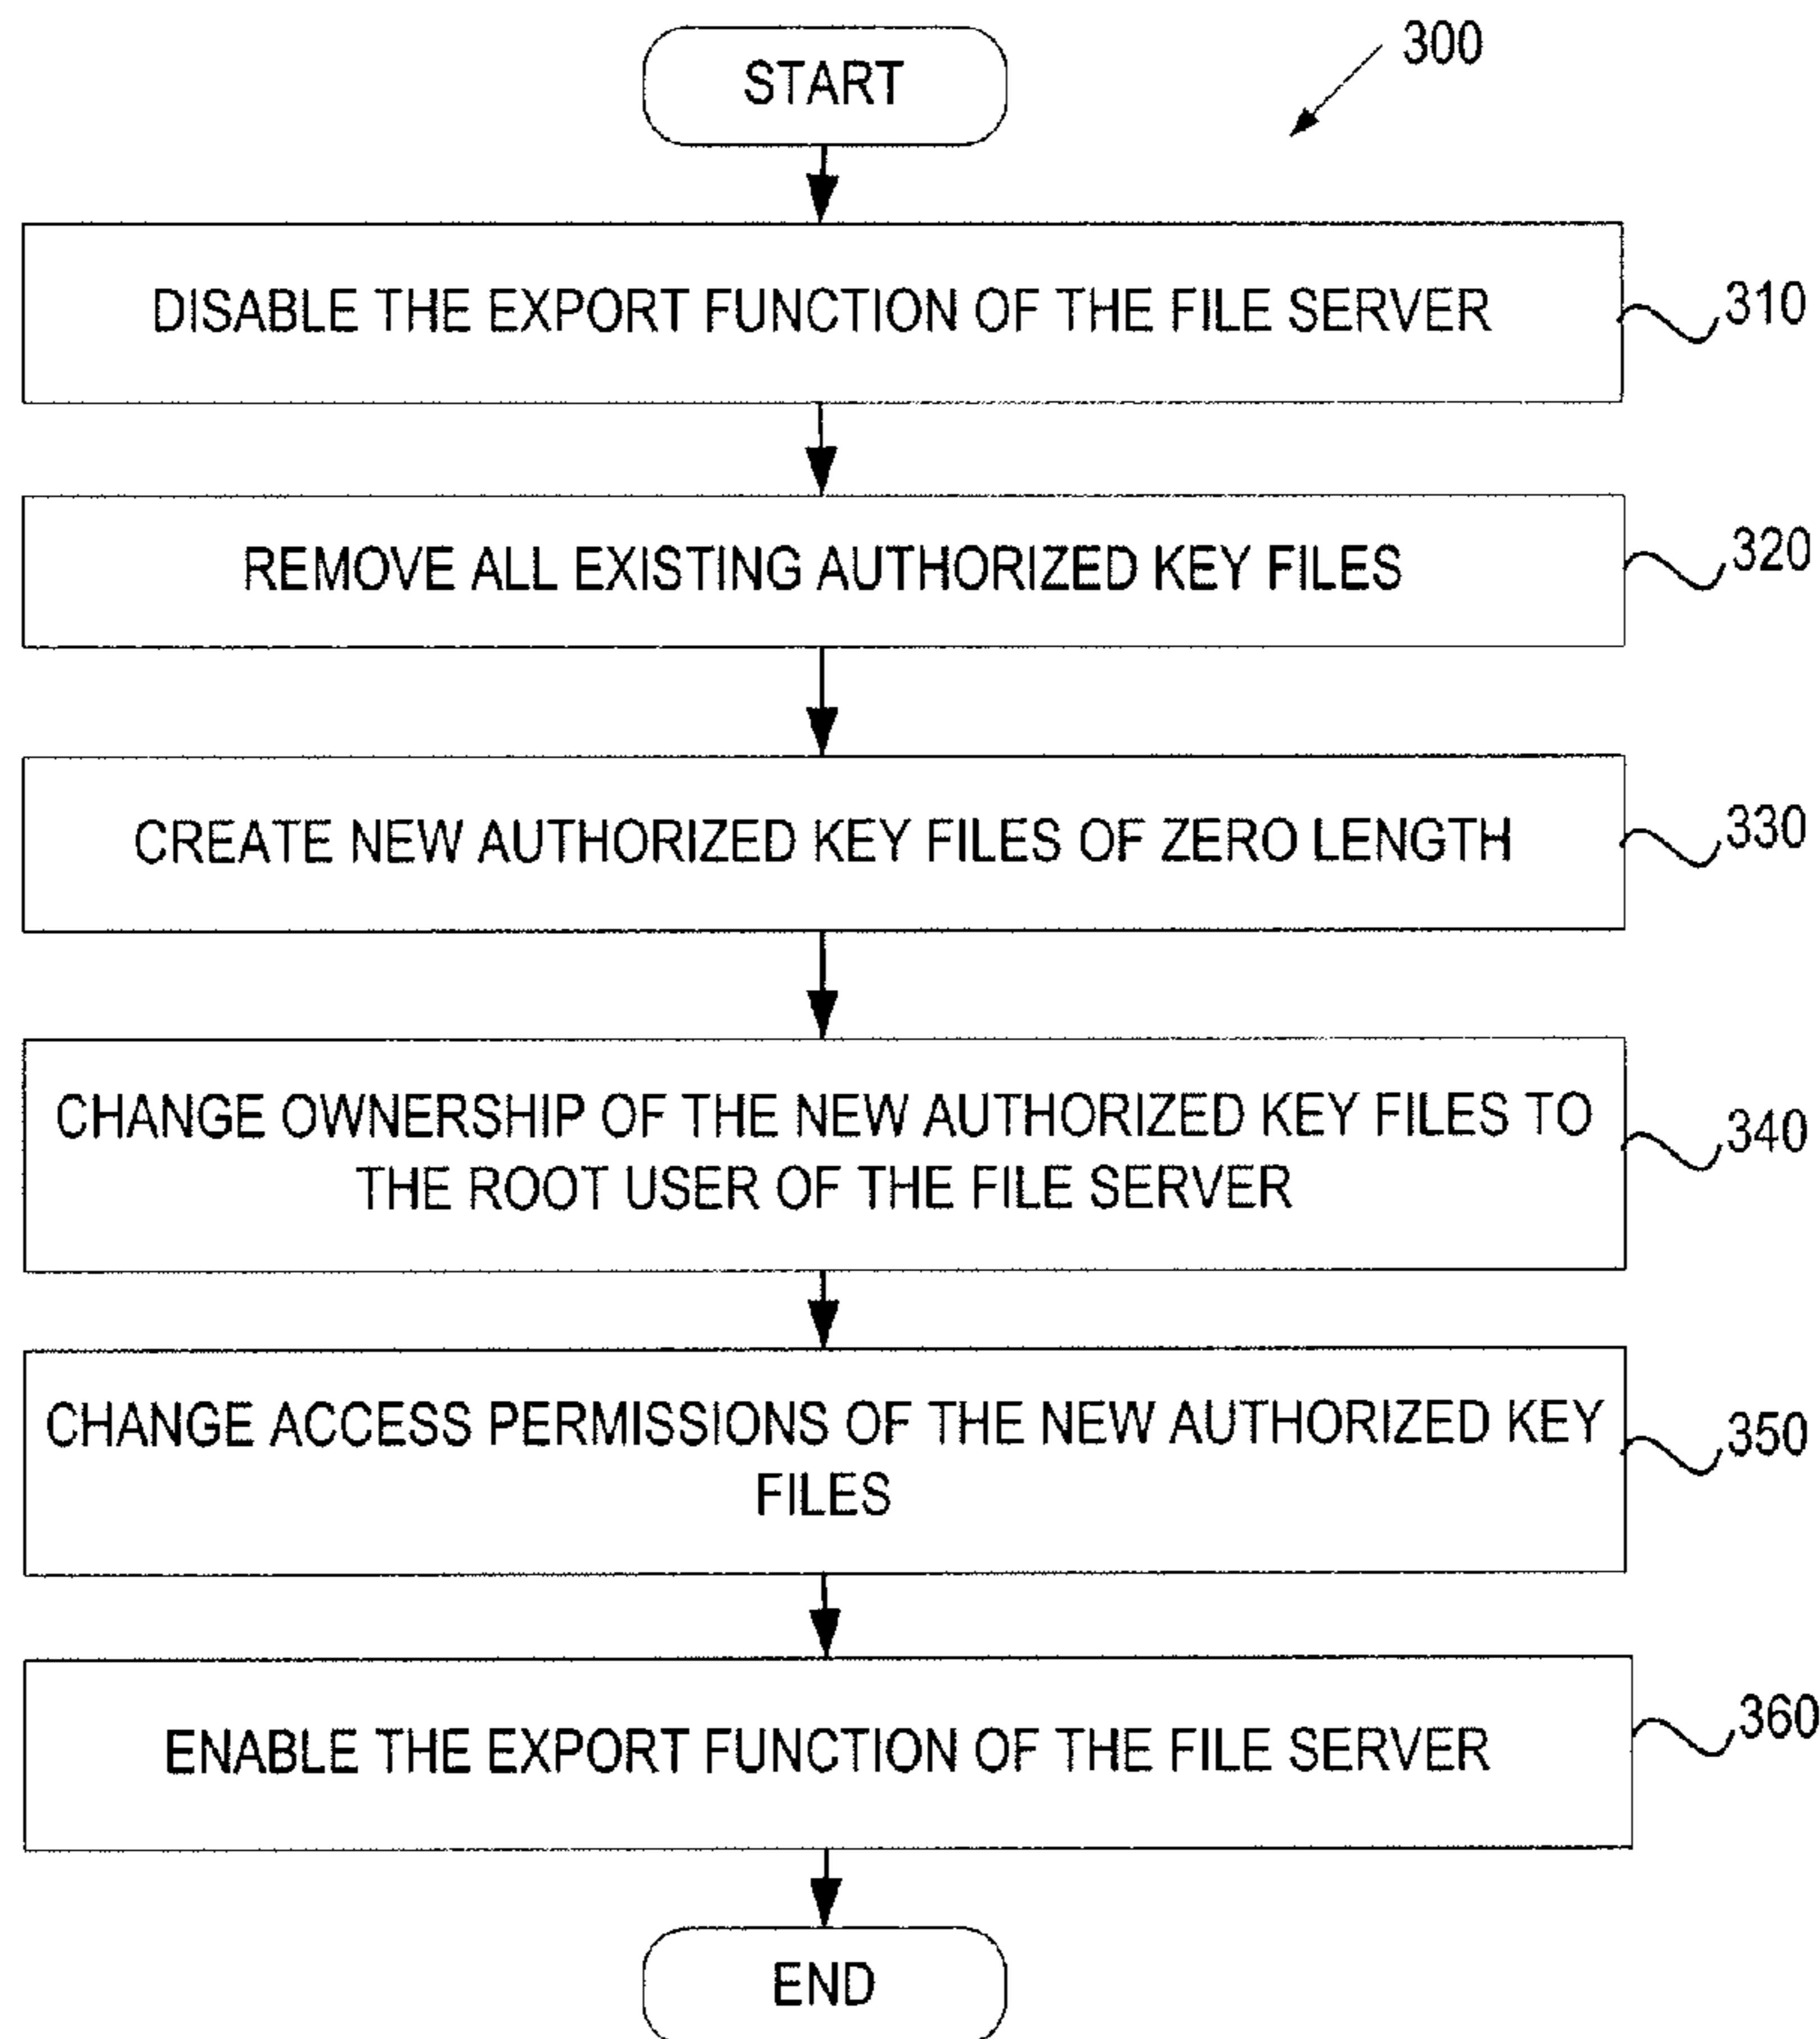 300
START
DISABLE THE EXPORT FUNCTION OF THE FILE SERVER
310
REMOVE ALL EXISTING AUTHORIZED KEY FILES
320
CREATE NEW AUTHORIZED KEY FILES OF ZERO LENGTH
330
CHANGE OWNERSHIP OF THE NEW AUTHORIZED KEY FILES TO
THE ROOT USER OF THE FILE SERVER
340
CHANGE ACCESS PERMISSIONS OF THE NEW AUTHORIZED KEY
FILES
350
ENABLE THE EXPORT FUNCTION OF THE FILE SERVER
360
END